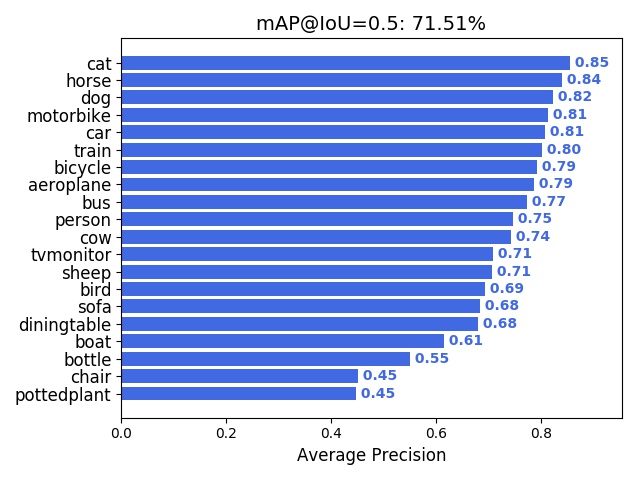 mAP@IoU=0.5: 71.51%
cat 0.85
horse 0.84
dog 0.82
motorbike 0.81
car 0.81
train 0.80
bicycle 0.79
aeroplane 0.79
bus 0.77
person 0.75
cow 0.74
tvmonitor 0.71
sheep 0.71
bird 0.69
sofa 0.68
diningtable 0.68
boat 0.61
bottle 0.55
chair 0.45
pottedplant 0.45
0.0 0.2 0.4 0.6 0.8
Average Precision